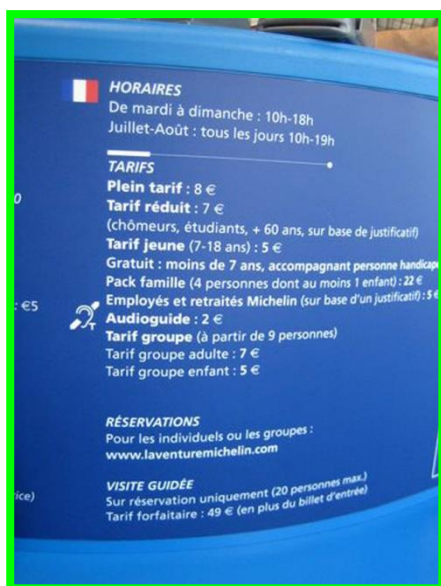 HORAIRES
De mardi à dimanche : 10h-18h
Juillet-Août : tous les jours 10h-19h
TARIFS
Plein tarif : 8 €
Tarif réduit : 7 €
(chômeurs, étudiants, + 60 ans, sur base de justificatif)
Tarif jeune (7-18 ans) : 5 €
Gratuit : moins de 7 ans, accompagnant personne handicap
Pack famille (4 personnes dont au moins 1 enfant) : 22 €
Employés et retraités Michelin (sur base d'un justificatif) : 5 €
Audioguide : 2 €
Tarif groupe (à partir de 9 personnes)
Tarif groupe adulte : 7 €
Tarif groupe enfant : 5 €
RÉSERVATIONS
Pour les individuels ou les groupes :
www.laventuremichelin.com
VISITE GUIDÉE
Sur réservation uniquement (20 personnes max.)
Tarif forfaitaire : 49 € (en plus du billet d'entrée)
0
: €5
T
ice)